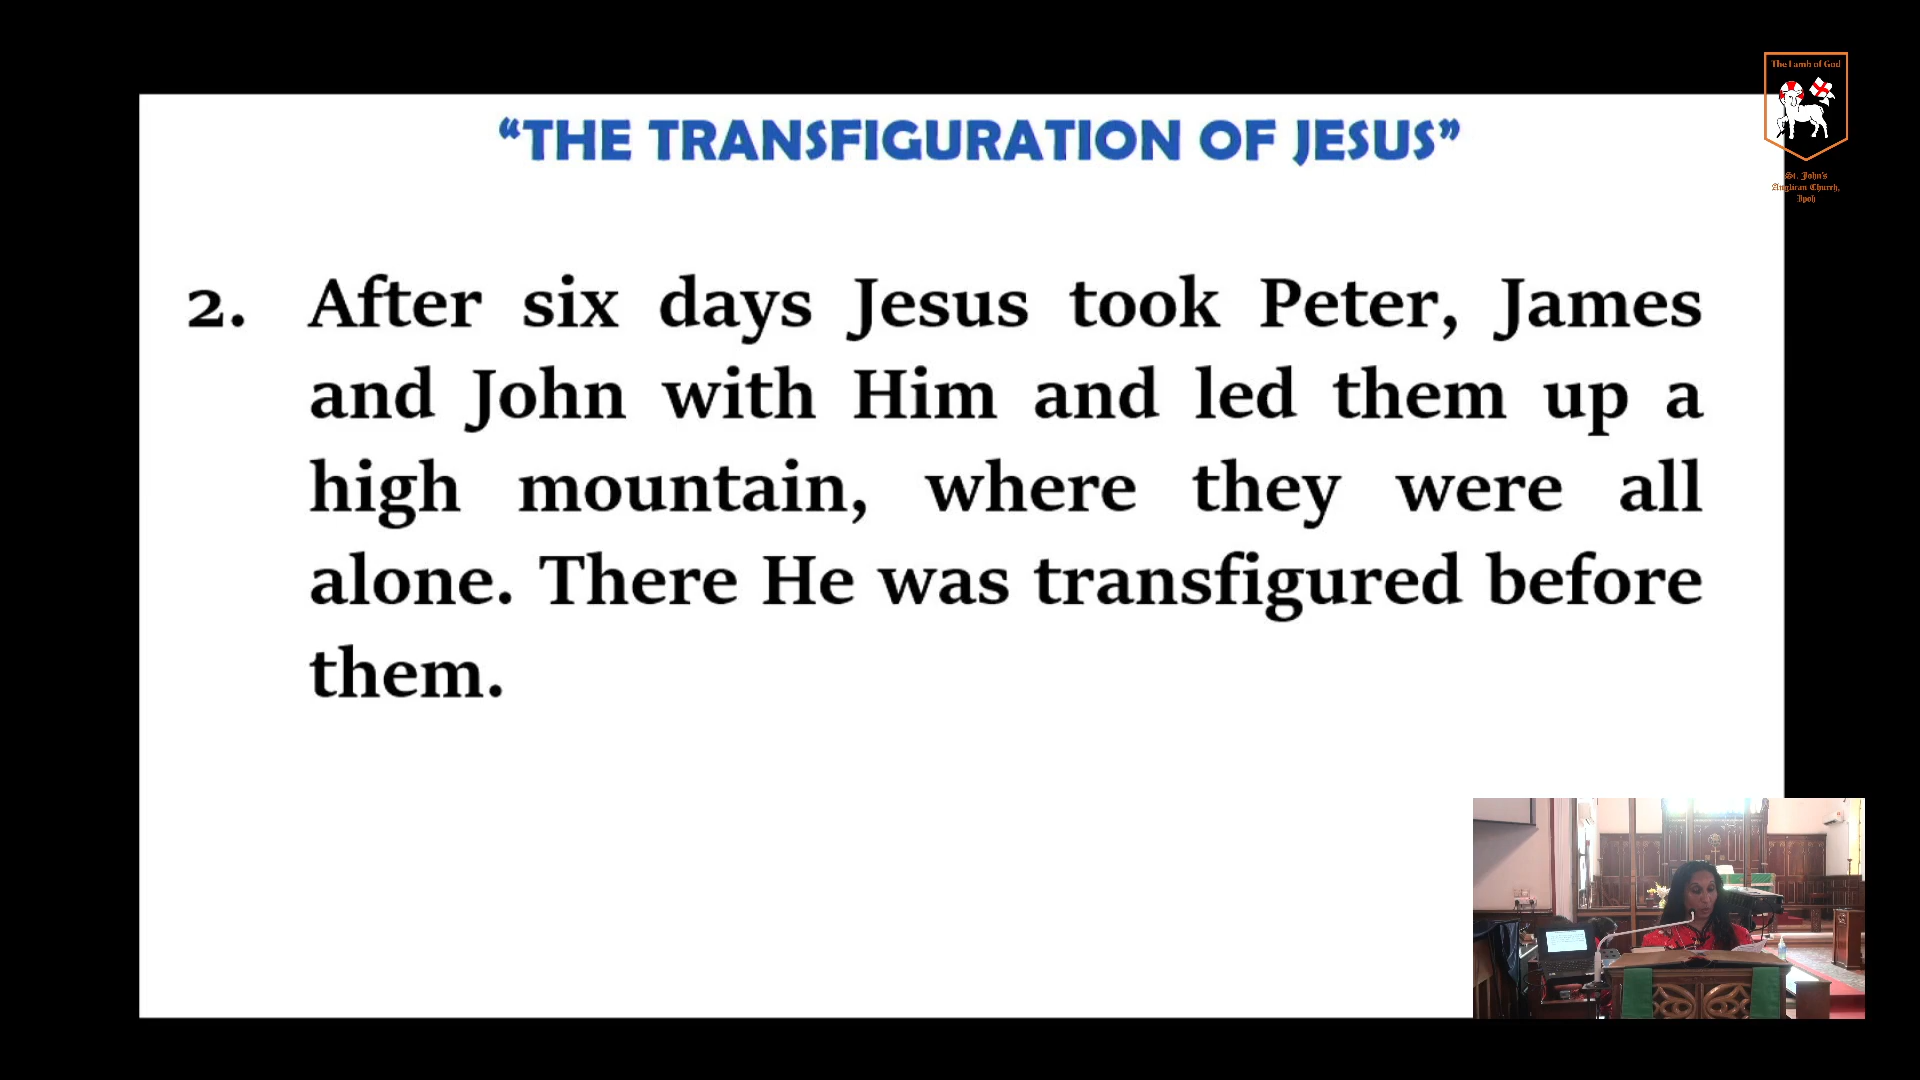 The Lamb of God
"THE TRANSFIGURATION OF JESUS"
St. John's
Anglican Church,
Ipoh
2. After six days Jesus took Peter, James
and John with Him and led them up a
high mountain, where they were all
alone. There He was transfigured before
them.